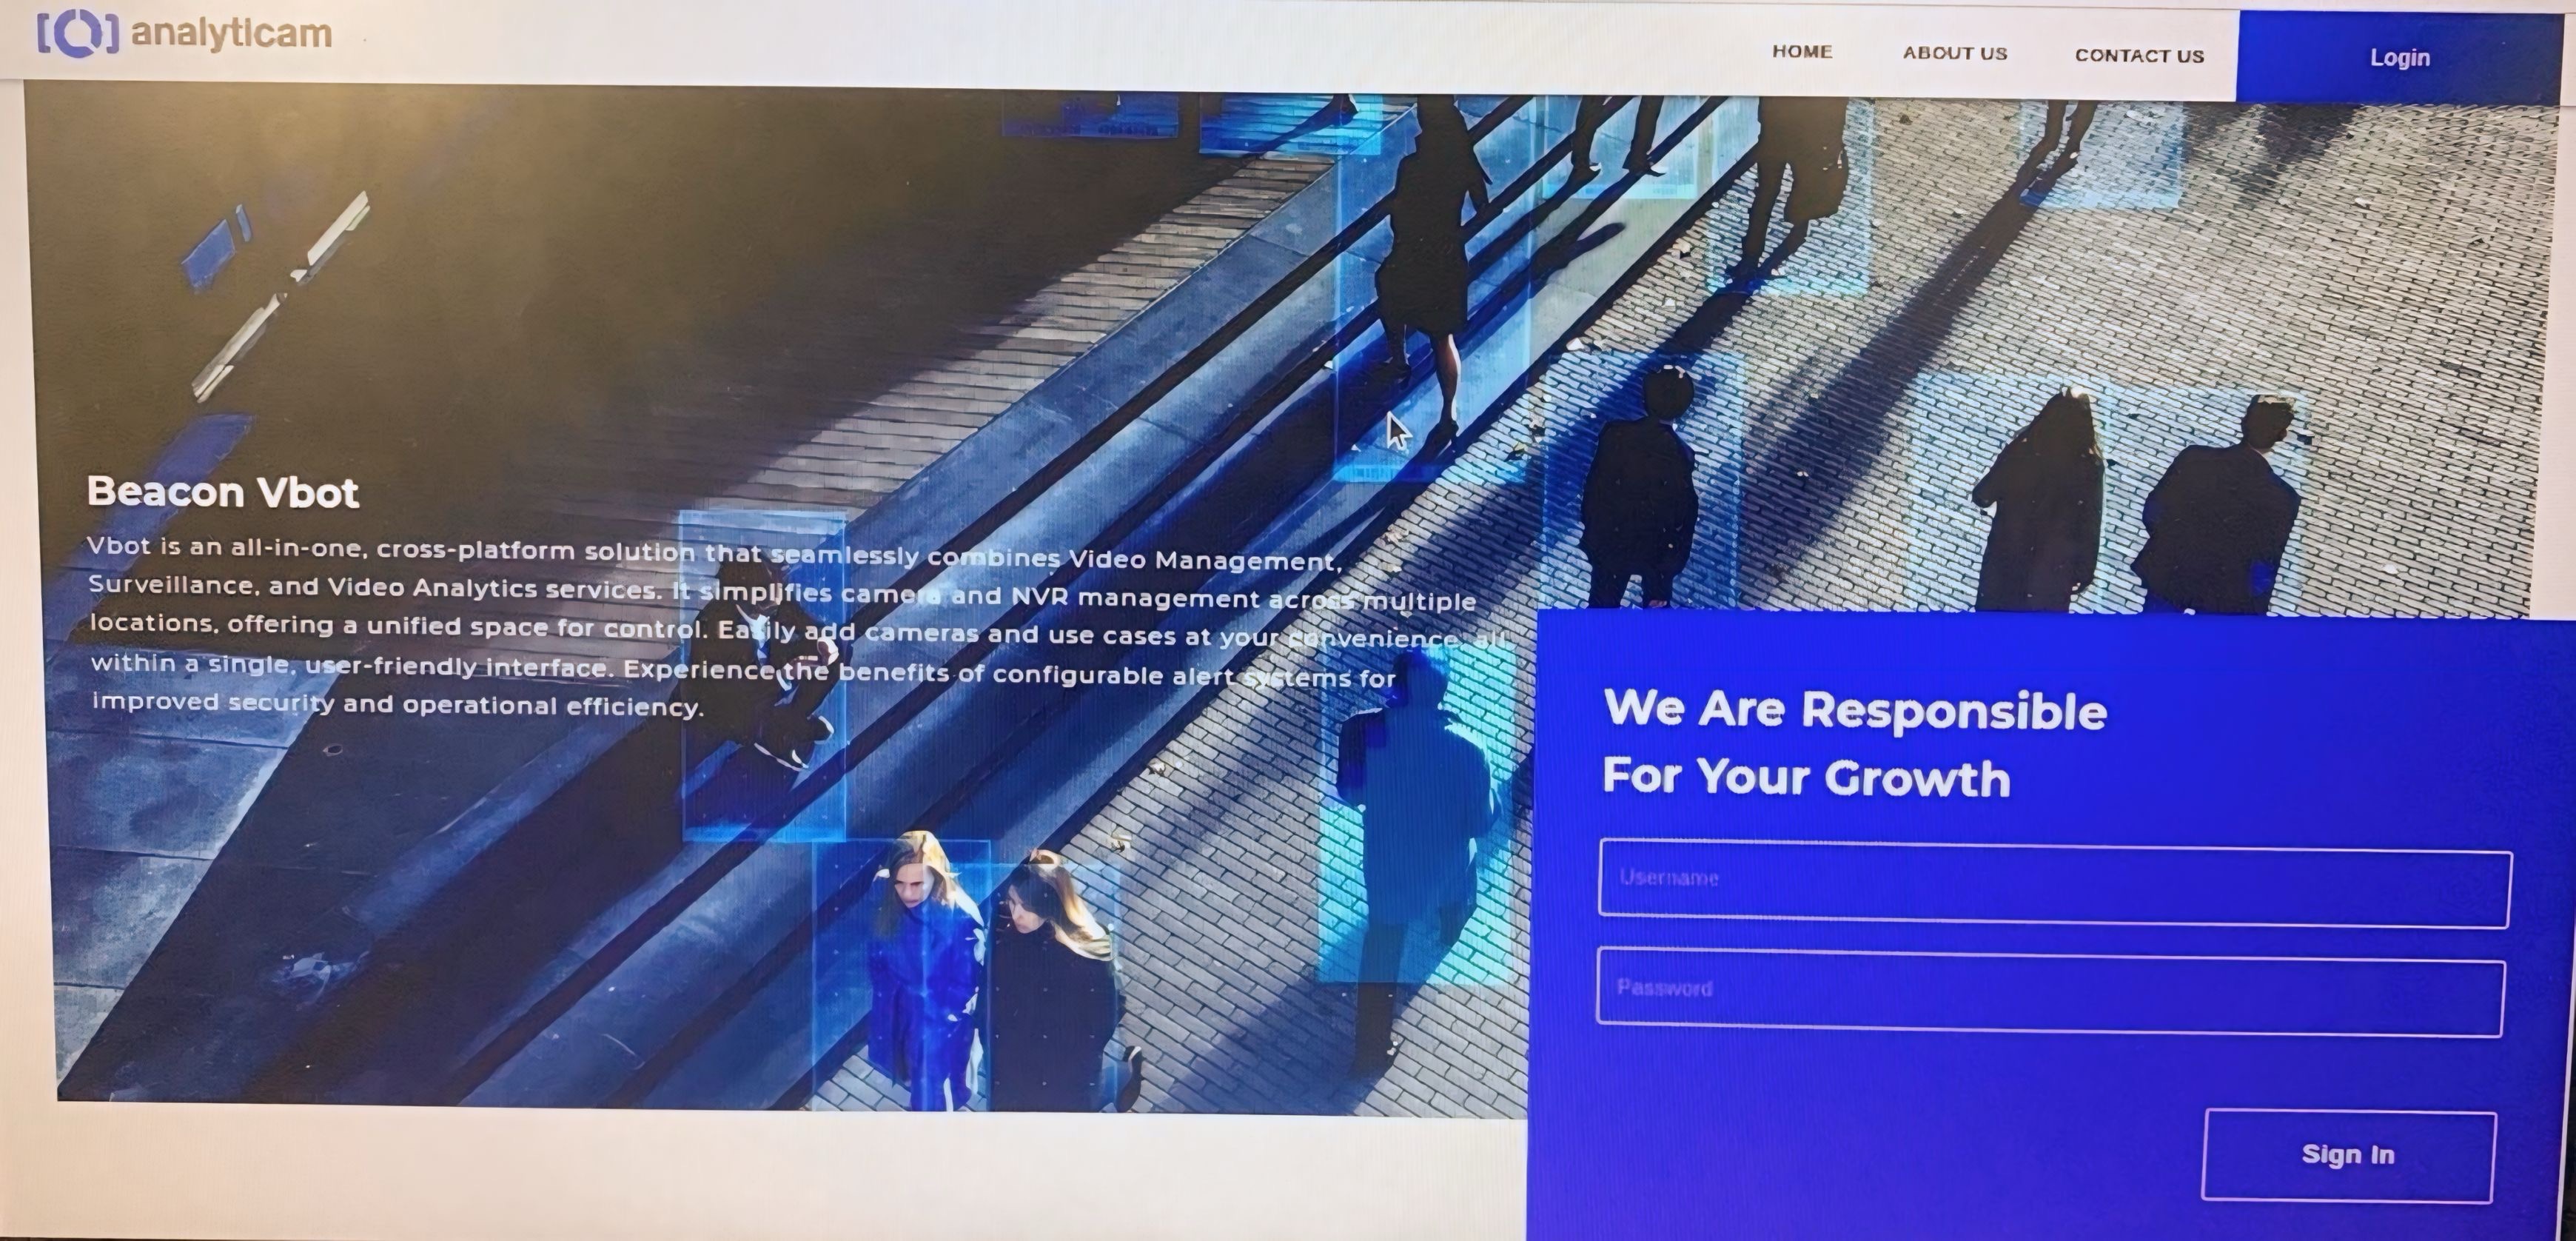 analyticam
HOME
ABOUT US
CONTACT US
Login
Beacon Vbot
Vbot is an all-in-one, cross-platform solution that seamlessly combines Video Management,
Surveillance, and Video Analytics services. It simplifies camera and NVR management across multiple
locations, offering a unified space for control. Easily add cameras and use cases at your convenience, all
within a single, user-friendly interface. Experience the benefits of configurable alert systems for
improved security and operational efficiency.
We Are Responsible
For Your Growth
Username
Password
Sign In